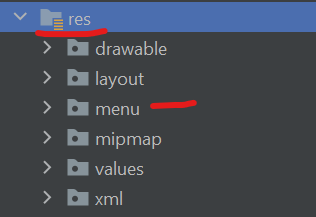 res
drawable
layout
menu
mipmap
values
xml